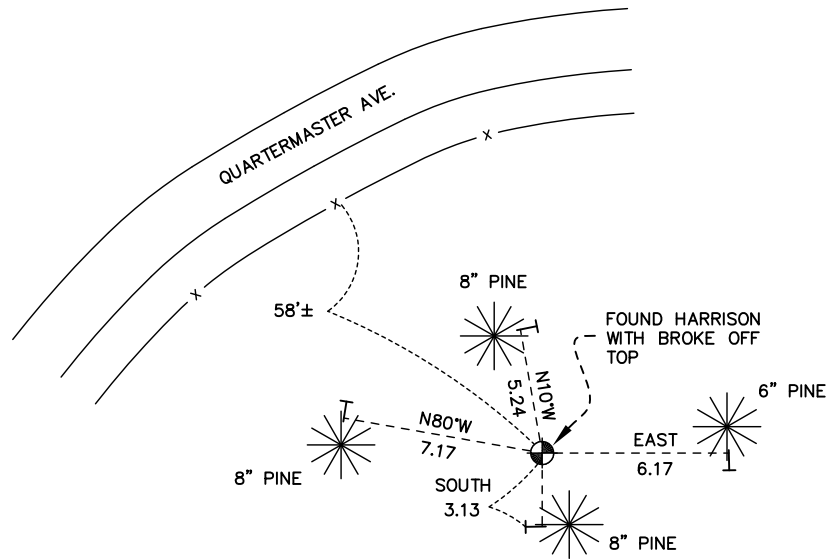 QUARTERMASTER AVE.
x
x
x
58'±
8" PINE
FOUND HARRISON
WITH BROKE OFF
TOP
N10°W
5.24
6" PINE
N80°W
7.17
EAST
6.17
8" PINE
SOUTH
3.13
8" PINE